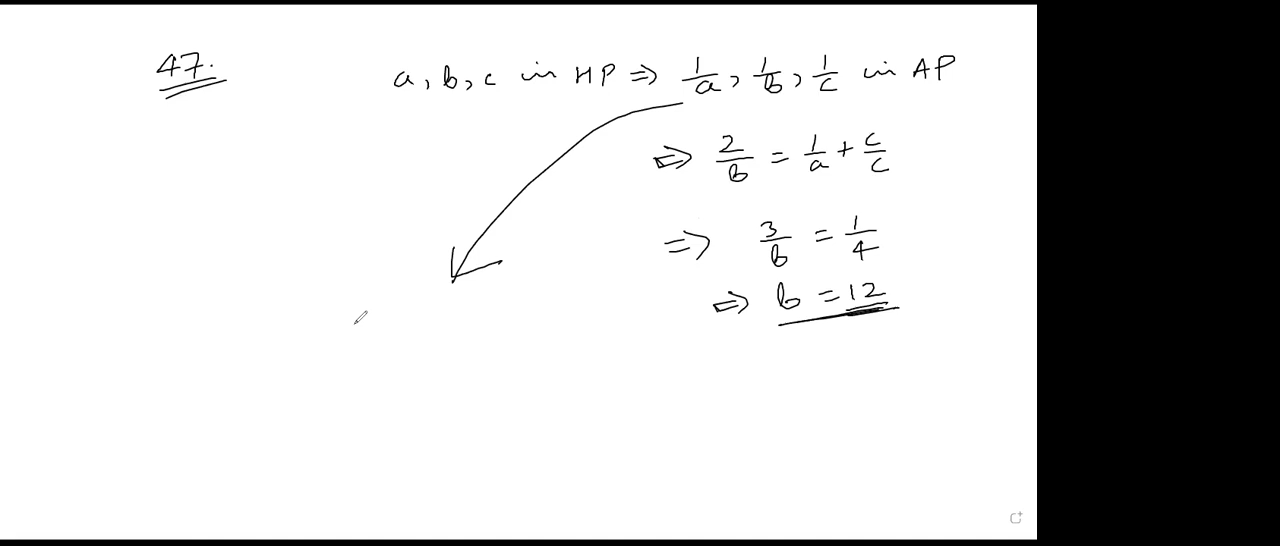 47.
a, b, c in HP ⇒ 1/a, 1/b, 1/c in AP
⇒ 2/b = 1/a + c/c
⇒ 3/b = 1/4
⇒ b = 12